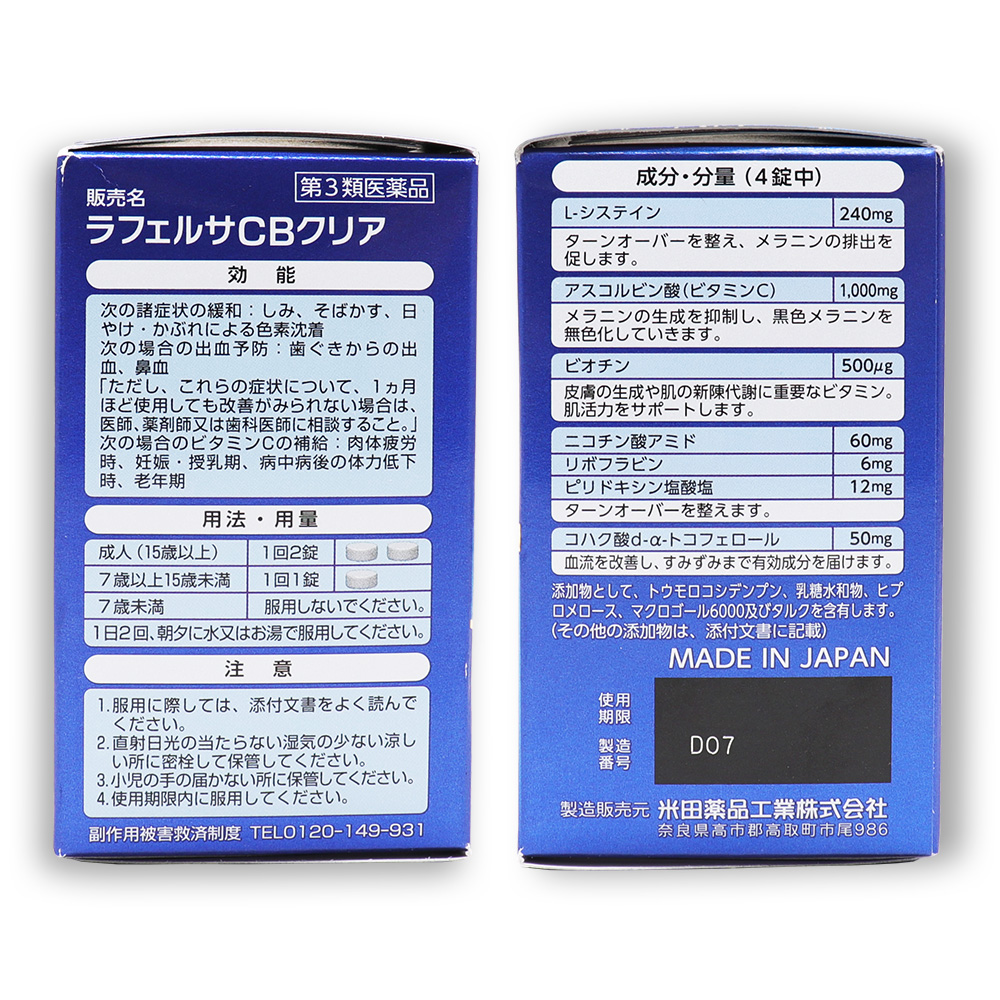 販売名
第3類医薬品
ラフェルサCBクリア
効能
次の諸症状の緩和：しみ、そばかす、日
やけ・かぶれによる色素沈着
次の場合の出血予防：歯ぐきからの出
血、鼻血
「ただし、これらの症状について、1ヵ月
ほど使用しても改善がみられない場合は、
医師、薬剤師又は歯科医師に相談すること。」
次の場合のビタミンCの補給：肉体疲労
時、妊娠・授乳期、病中病後の体力低下
時、老年期
用法・用量
成人（15歳以上） 1回2錠
7歳以上15歳未満 1回1錠
7歳未満 服用しないでください。
1日2回、朝夕に水又はお湯で服用してください。
注意
1.服用に際しては、添付文書をよく読んで
ください。
2.直射日光の当たらない湿気の少ない涼し
い所に密栓して保管してください。
3.小児の手の届かない所に保管してください。
4.使用期限内に服用してください。
副作用被害救済制度 TEL0120-149-931
成分・分量（4錠中）
L-システイン 240mg
ターンオーバーを整え、メラニンの排出を
促します。
アスコルビン酸（ビタミンC） 1,000mg
メラニンの生成を抑制し、黒色メラニンを
無色化していきます。
ビオチン 500μg
皮膚の生成や肌の新陳代謝に重要なビタミン。
肌活力をサポートします。
ニコチン酸アミド 60mg
リボフラビン 6mg
ピリドキシン塩酸塩 12mg
ターンオーバーを整えます。
コハク酸d-α-トコフェロール 50mg
血流を改善し、すみずみまで有効成分を届けます。
添加物として、トウモロコシデンプン、乳糖水和物、ヒプ
ロメロース、マクロゴール6000及びタルクを含有します。
（その他の添加物は、添付文書に記載）
MADE IN JAPAN
使用
期限
製造
番号
D07
製造販売元 米田薬品工業株式会社
奈良県高市郡高取町市尾986